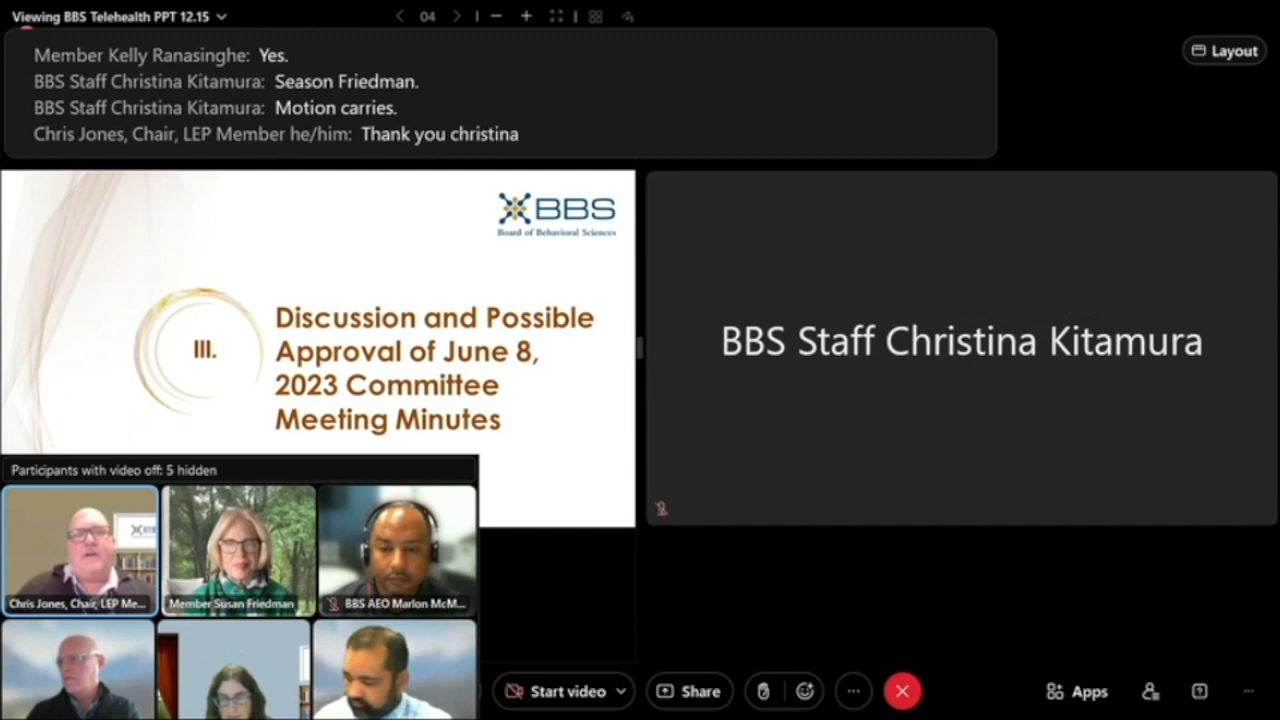 Viewing BBS Telehealth PPT 12.15
04
Member Kelly Ranasinghe: Yes.
BBS Staff Christina Kitamura: Season Friedman.
BBS Staff Christina Kitamura: Motion carries.
Chris Jones, Chair, LEP Member he/him: Thank you christina
Layout
BBS
Board of Behavioral Sciences
III.
Discussion and Possible
Approval of June 8,
2023 Committee
Meeting Minutes
BBS Staff Christina Kitamura
Participants with video off: 5 hidden
Chris Jones, Chair, LEP Me...
Member Susan Friedman
BBS AEO Marlon McM...
Start video
Share
Apps